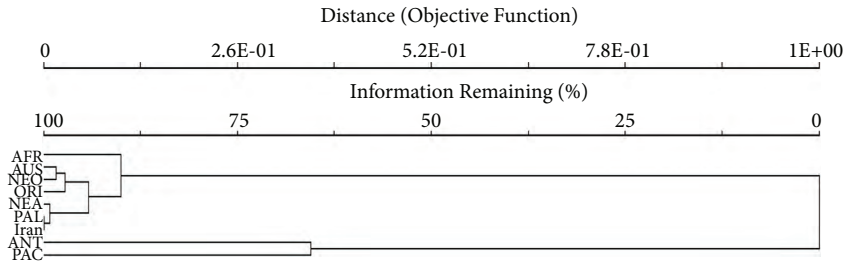 Distance (Objective Function)
0 2.6E-01 5.2E-01 7.8E-01 1E+00
Information Remaining (%)
100 75 50 25 0
AFR
AUS
NEO
ORI
NEA
PAL
Iran
ANT
PAC